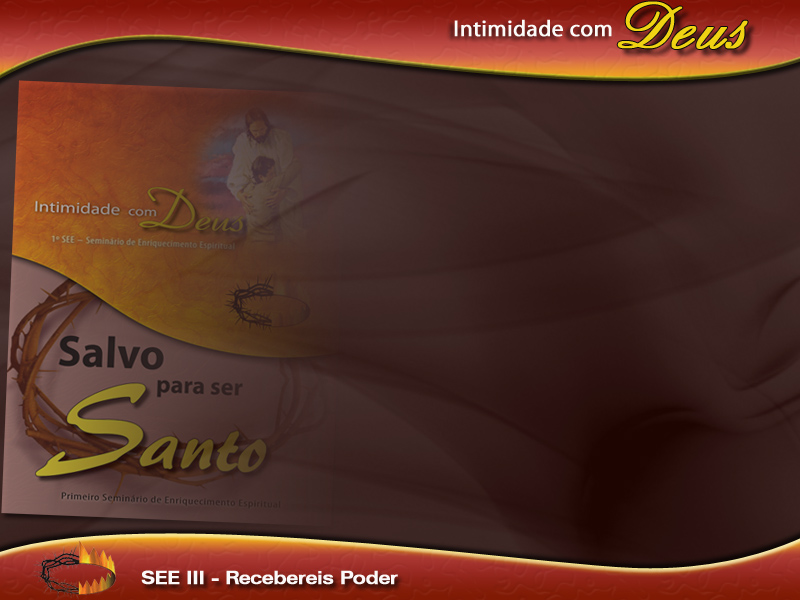 Intimidade com Deus
Intimidade com Deus
1º SEE – Seminário de Enriquecimento Espiritual
Salvo
para ser
Santo
Primeiro Seminário de Enriquecimento Espiritual
SEE III - Recebereis Poder